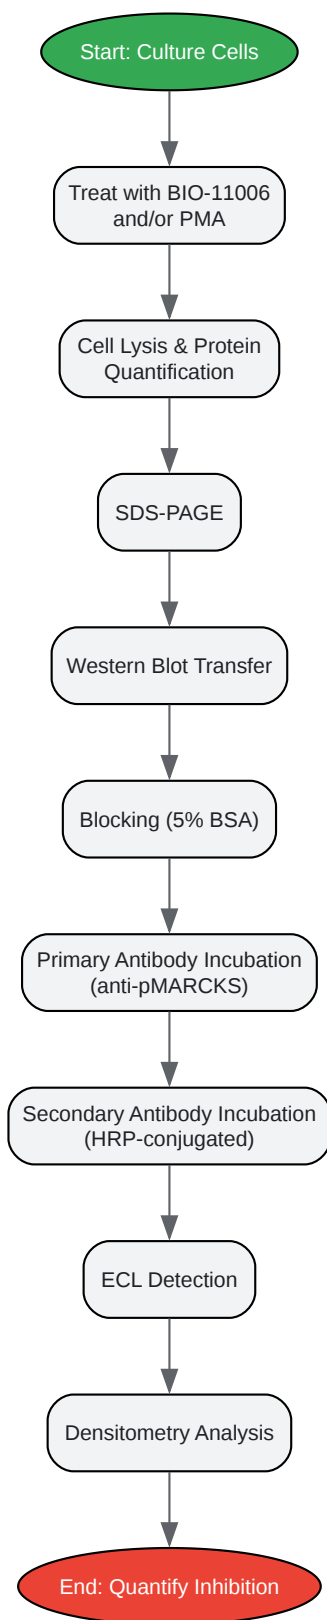 Start: Culture Cells
Treat with BIO-11006
and/or PMA
Cell Lysis & Protein
Quantification
SDS-PAGE
Western Blot Transfer
Blocking (5% BSA)
Primary Antibody Incubation
(anti-pMARCKS)
Secondary Antibody Incubation
(HRP-conjugated)
ECL Detection
Densitometry Analysis
End: Quantify Inhibition